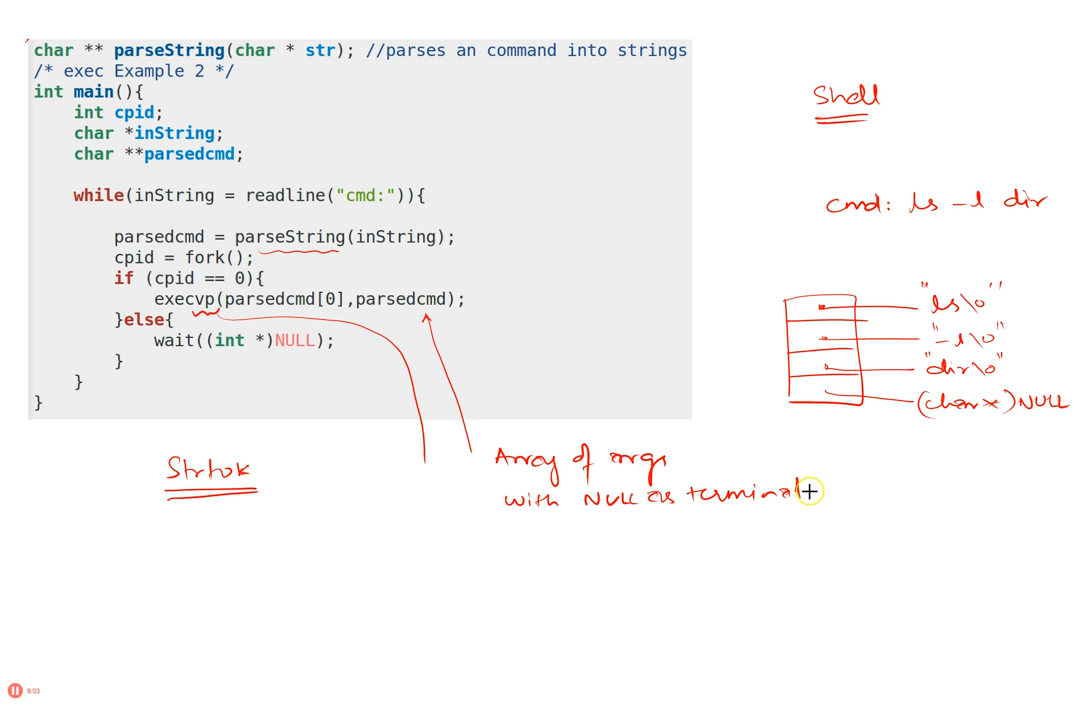 char ** parseString(char * str); //parses an command into strings
/* exec Example 2 */
int main(){
    int cpid;
    char *inString;
    char **parsedcmd;
    while(inString = readline("cmd:")){
        parsedcmd = parseString(inString);
        cpid = fork();
        if (cpid == 0){
            execvp(parsedcmd[0],parsedcmd);
        }else{
            wait((int *)NULL);
        }
    }
}
Shell
cmd: ls -l dir
"ls\0"
"-l\0"
"dir\0"
(char*)NULL
Strtok
Array of args
with NULL as terminal
9:03